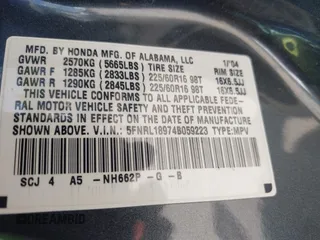 MFD. BY HONDA MFG. OF ALABAMA, LLC 1/04
GVWR 2570KG (5665LBS) TIRE SIZE RIM SIZE
GAWR F 1285KG (2833LBS) 225/60R16 98T 16X6.5JJ
GAWR R 1290KG (2845LBS) 225/60R16 98T 16X6.5JJ
THIS VEHICLE CONFORMS TO ALL APPLICABLE FEDE-
RAL MOTOR VEHICLE SAFETY AND THEFT PREVENTION
STANDARDS IN EFFECT ON THE DATE OF MANUFACTURE
SHOWN ABOVE. V.I.N.: 5FNRL18974B059223 TYPE:MPV
SCJ 4 A5 -NH662P -G -B
DREAMBID